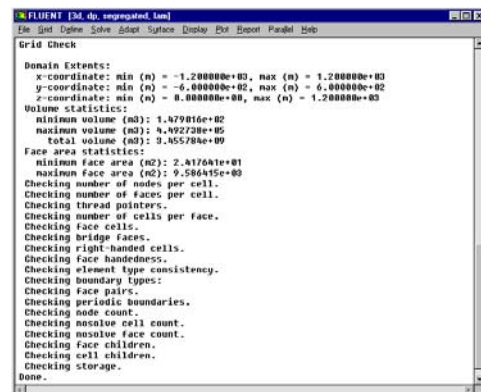 FLUENT [3d, dp, segregated, lam]
File Grid Define Solve Adapt Surface Display Plot Report Parallel Help
Grid Check
Domain Extents:
x-coordinate: min (m) = -1.200000e+03, max (m) = 1.200000e+03
y-coordinate: min (m) = -6.000000e+02, max (m) = 6.000000e+02
z-coordinate: min (m) = 0.000000e+00, max (m) = 1.200000e+03
Volume statistics:
minimum volume (m3): 1.479016e+02
maximum volume (m3): 4.492738e+05
total volume (m3): 3.455784e+09
Face area statistics:
minimum face area (m2): 2.417641e+01
maximum face area (m2): 9.586415e+03
Checking number of nodes per cell.
Checking number of faces per cell.
Checking thread pointers.
Checking number of cells per face.
Checking face cells.
Checking bridge faces.
Checking right-handed cells.
Checking face handedness.
Checking element type consistency.
Checking boundary types:
Checking face pairs.
Checking periodic boundaries.
Checking node count.
Checking nosolve cell count.
Checking nosolve face count.
Checking face children.
Checking cell children.
Checking storage.
Done.